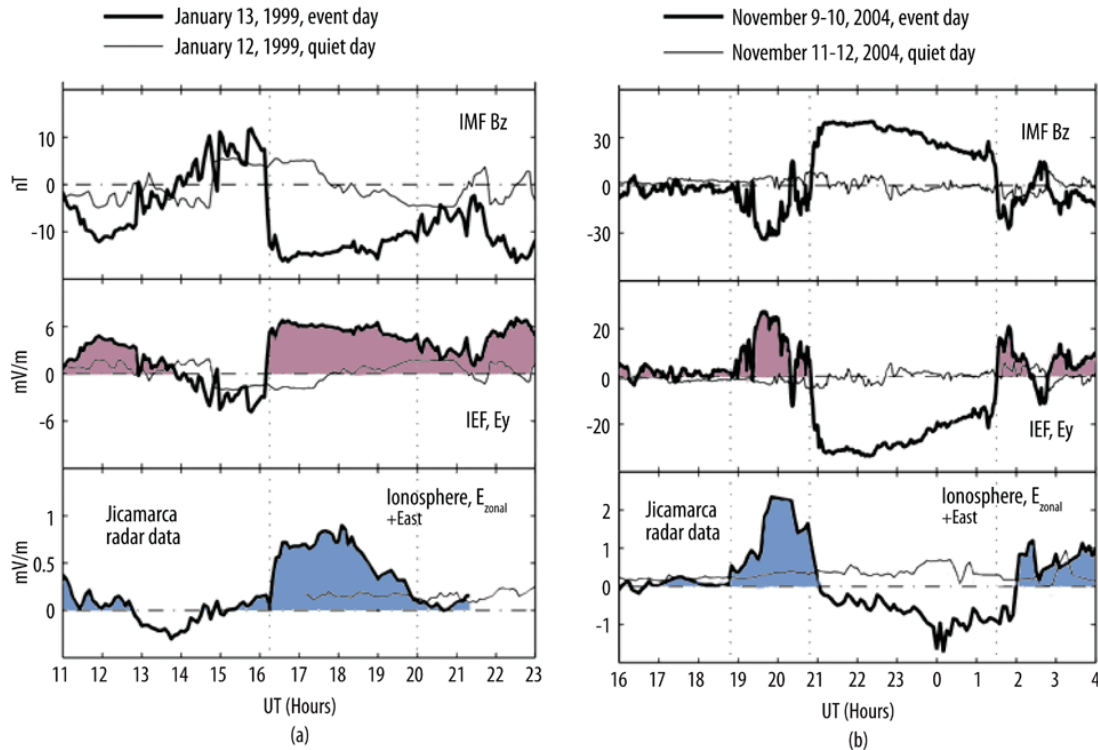 January 13, 1999, event day
January 12, 1999, quiet day
November 9-10, 2004, event day
November 11-12, 2004, quiet day
IMF Bz
10
0
-10
nT
IEF, Ey
6
0
-6
mV/m
Jicamarca
radar data
Ionosphere, E zonal
+East
1
0.5
0
mV/m
11 12 13 14 15 16 17 18 19 20 21 22 23
UT (Hours)
(a)
IMF Bz
30
0
-30
IEF, Ey
20
0
-20
Jicamarca
radar data
Ionosphere, E zonal
+East
2
1
0
-1
16 17 18 19 20 21 22 23 0 1 2 3 4
UT (Hours)
(b)